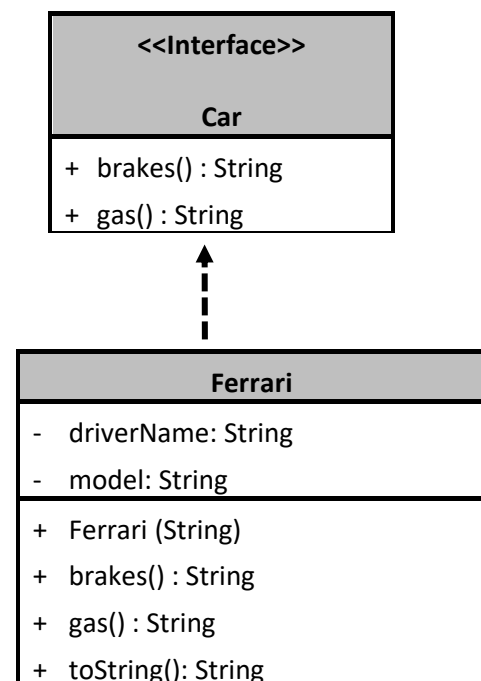 <<Interface>>
Car
+ brakes() : String
+ gas() : String
Ferrari
- driverName: String
- model: String
+ Ferrari (String)
+ brakes() : String
+ gas() : String
+ toString(): String